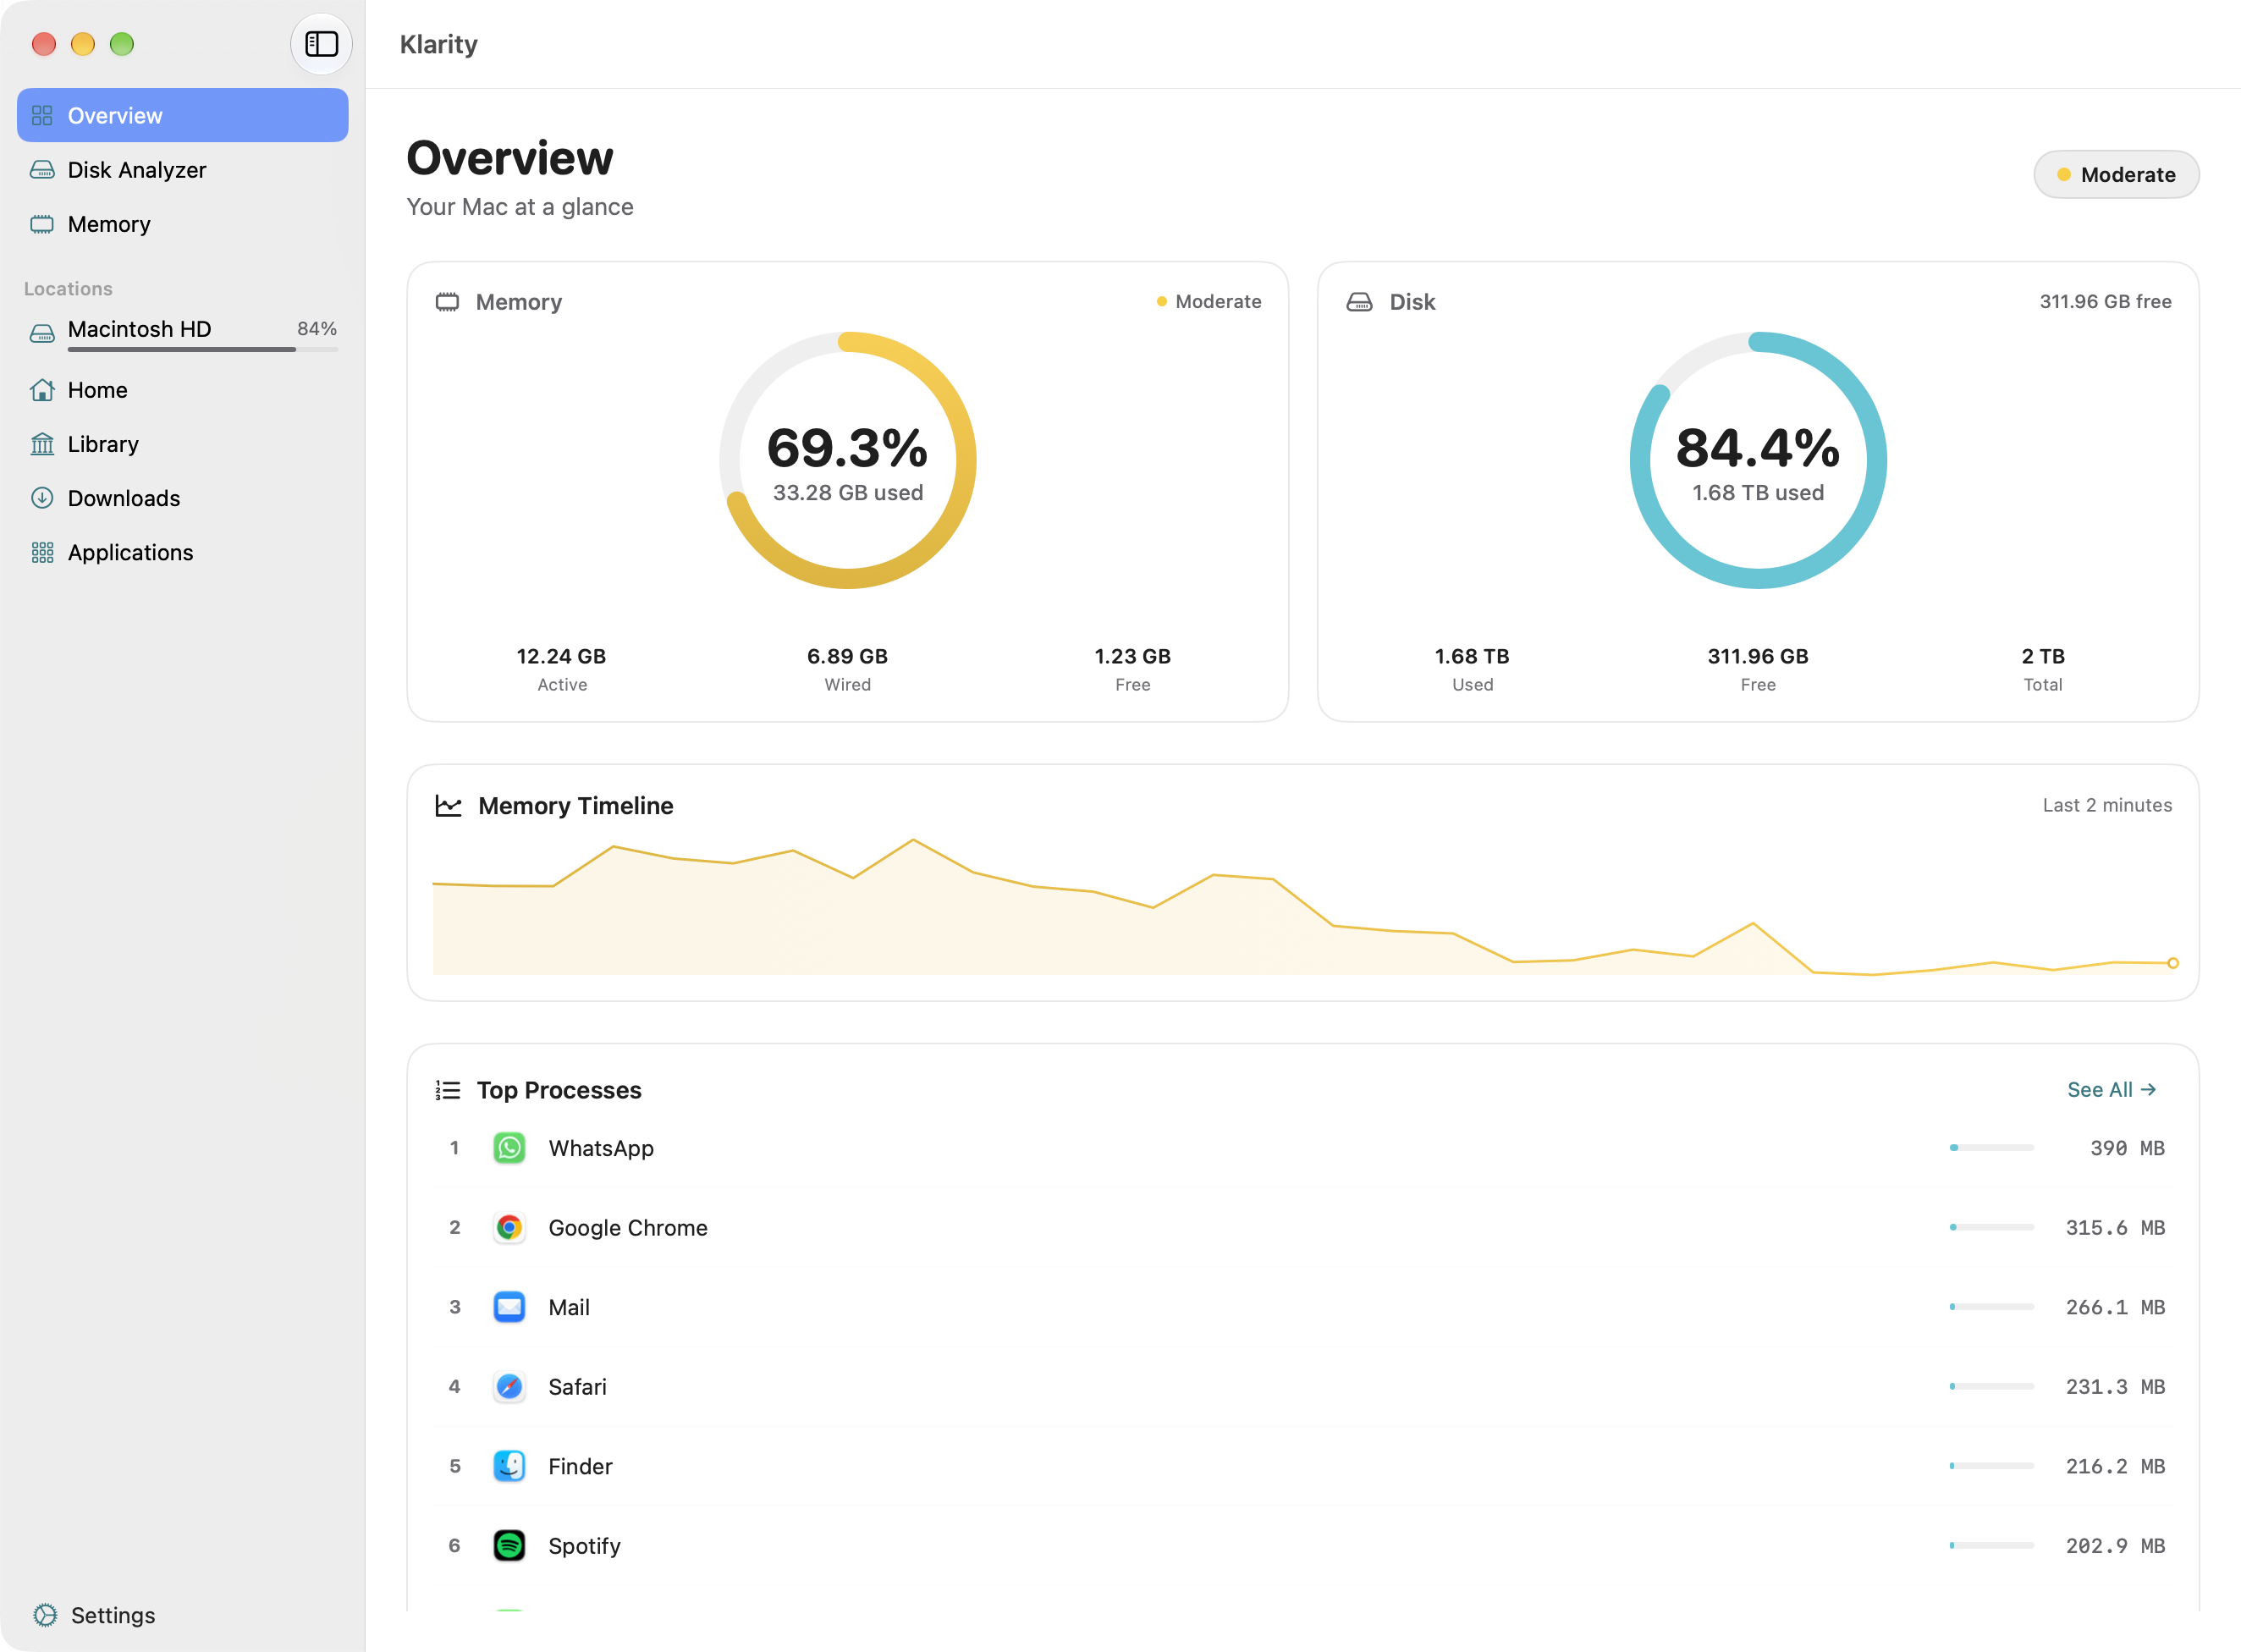 Klarity
Overview
Disk Analyzer
Memory
Locations
Macintosh HD 84%
Home
Library
Downloads
Applications
Settings
Overview
Your Mac at a glance
Moderate
Memory
Moderate
69.3%
33.28 GB used
12.24 GB
Active
6.89 GB
Wired
1.23 GB
Free
Disk
311.96 GB free
84.4%
1.68 TB used
1.68 TB
Used
311.96 GB
Free
2 TB
Total
Memory Timeline
Last 2 minutes
Top Processes
See All →
1 WhatsApp 390 MB
2 Google Chrome 315.6 MB
3 Mail 266.1 MB
4 Safari 231.3 MB
5 Finder 216.2 MB
6 Spotify 202.9 MB